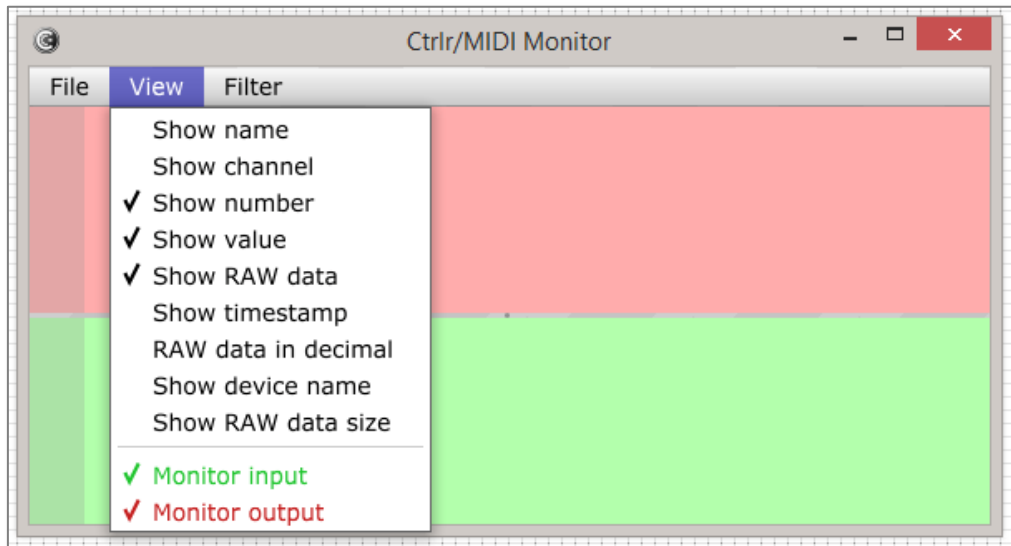 Ctrlr/MIDI Monitor
File View Filter
Show name
Show channel
Show number
Show value
Show RAW data
Show timestamp
RAW data in decimal
Show device name
Show RAW data size
Monitor input
Monitor output